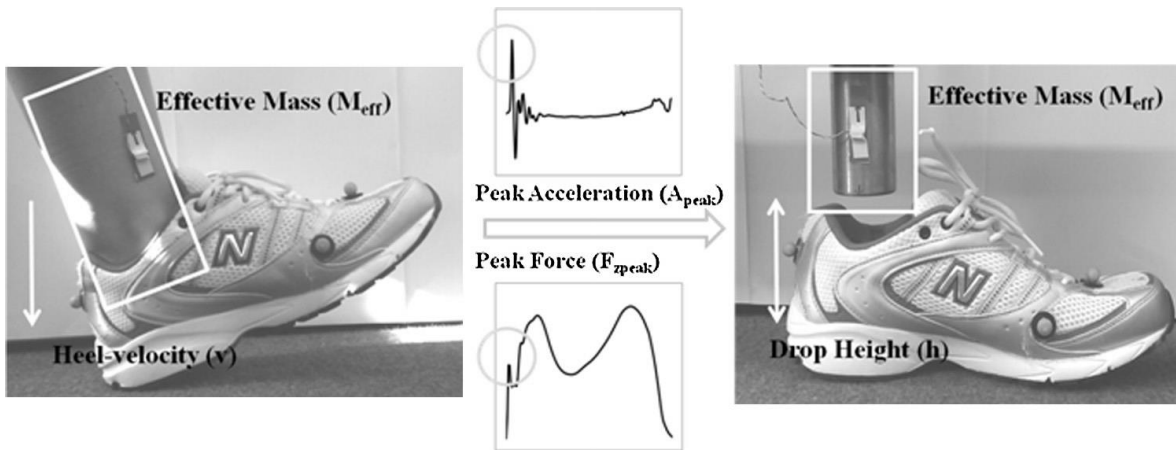 Effective Mass (Meff)
Heel-velocity (v)
N
Peak Acceleration (Apeak)
Peak Force (Fzpeak)
Effective Mass (Meff)
Drop Height (h)
N